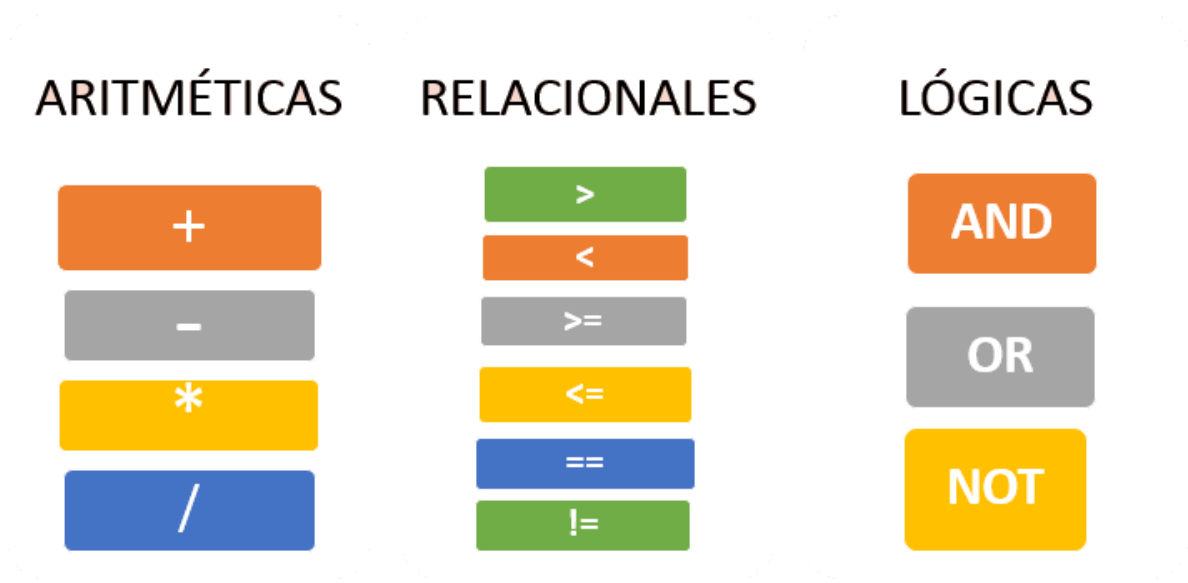 ARITMÉTICAS
+
-
*
/
RELACIONALES
>
<
>=
<=
==
!=
LÓGICAS
AND
OR
NOT